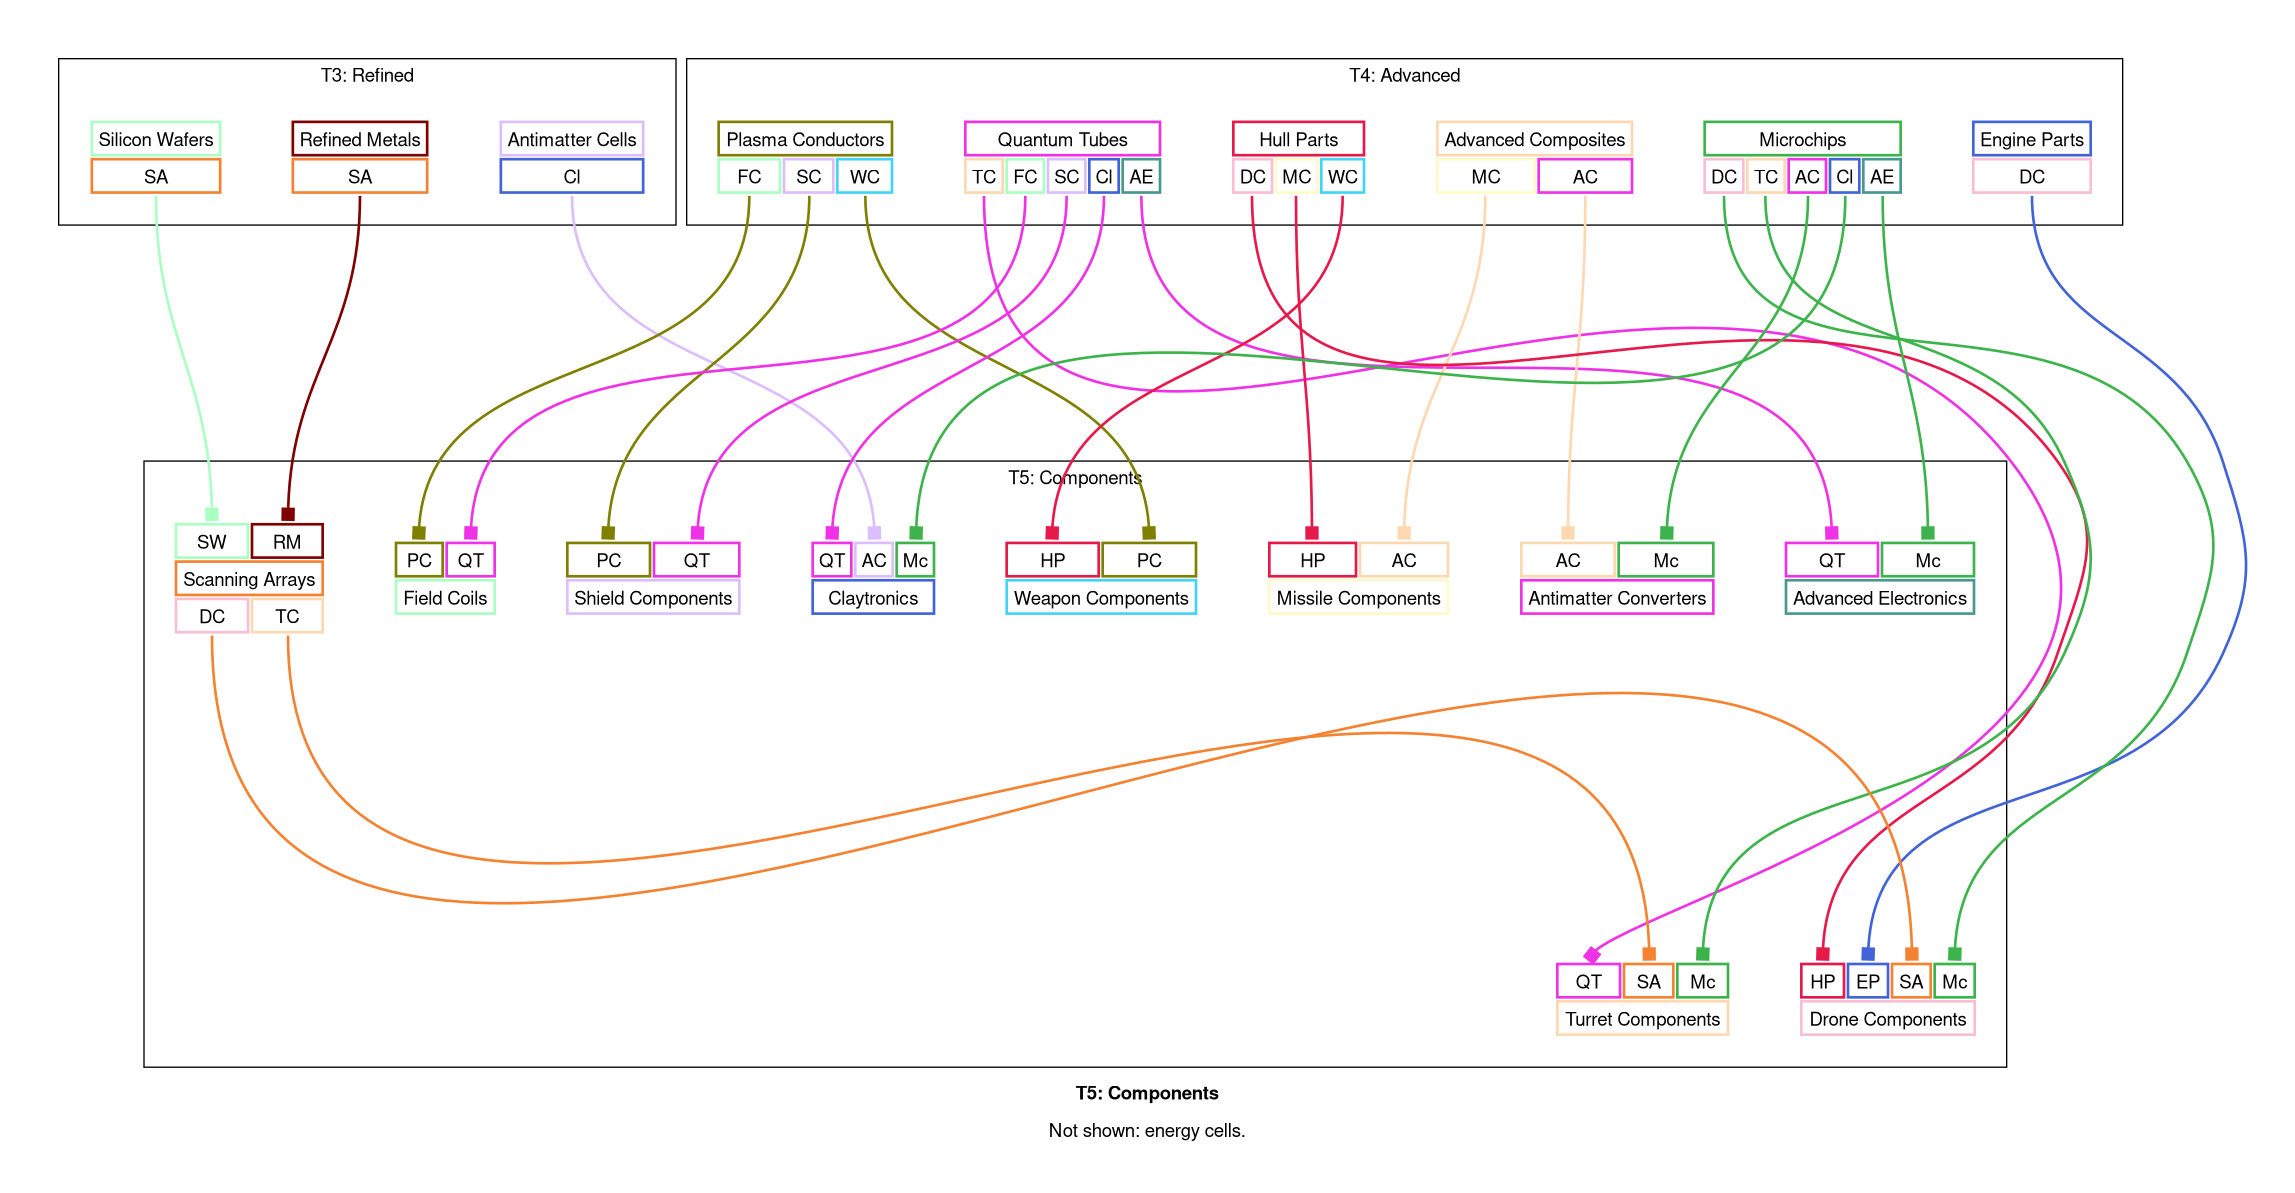 T3: Refined
T4: Advanced
Silicon Wafers
Refined Metals
Antimatter Cells
Plasma Conductors
Quantum Tubes
Hull Parts
Advanced Composites
Microchips
Engine Parts
SA
SA
Cl
FC SC WC
TC FC SC Cl AE
DC MC WC
MC AC
DC TC AC Cl AE
DC
T5: Components
SW RM
Scanning Arrays
DC TC
PC QT
Field Coils
PC QT
Shield Components
QT AC Mc
Claytronics
HP PC
Weapon Components
HP AC
Missile Components
AC Mc
Antimatter Converters
QT Mc
Advanced Electronics
QT SA Mc
Turret Components
HP EP SA Mc
Drone Components
T5: Components
Not shown: energy cells.